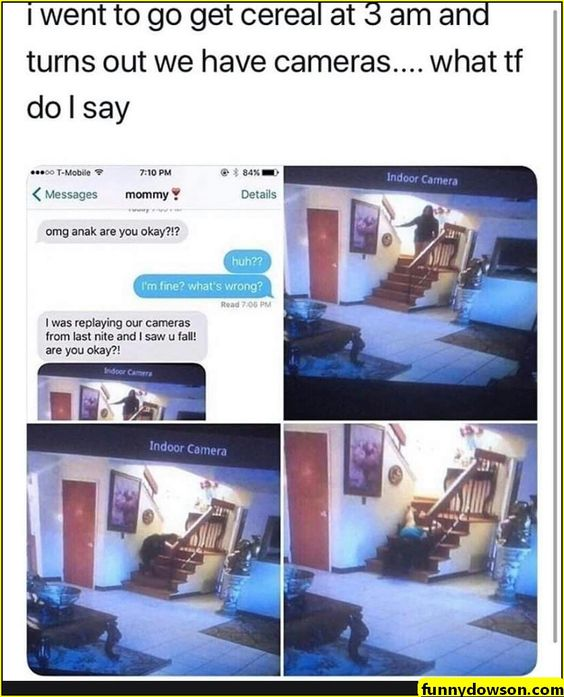 i went to go get cereal at 3 am and
turns out we have cameras.... what tf
do I say
T-Mobile 7:10 PM 84%
Messages mommy Details
omg anak are you okay?!?
huh??
I'm fine? what's wrong?
Read 7:06 PM
I was replaying our cameras
from last nite and I saw u fall!
are you okay?!
Indoor Camera
Indoor Camera
Indoor Camera
funnydowson.com